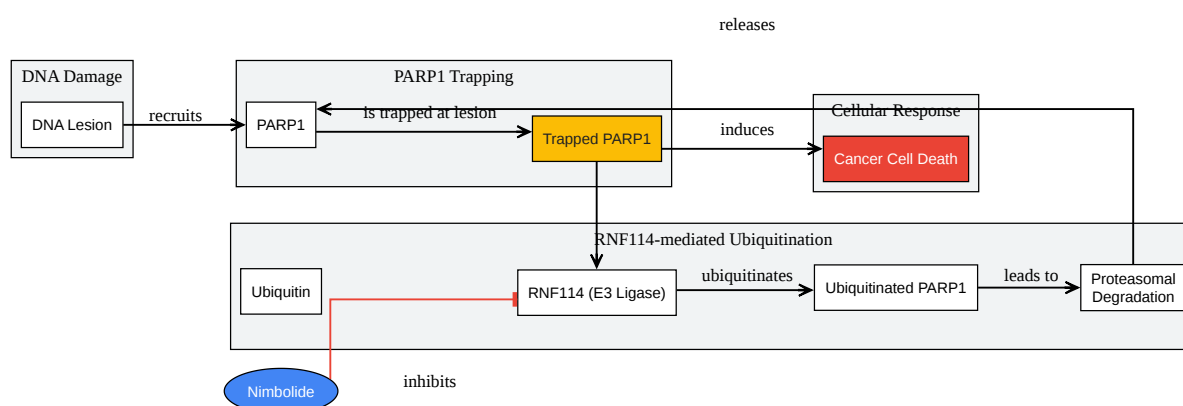 releases
DNA Damage
PARP1 Trapping
DNA Lesion
recruits
PARP1
is trapped at lesion
Trapped PARP1
induces
Cellular Response
Cancer Cell Death
RNF114-mediated Ubiquitination
Ubiquitin
RNF114 (E3 Ligase)
ubiquitinates
Ubiquitinated PARP1
leads to
Proteasomal
Degradation
Nimbolide
inhibits